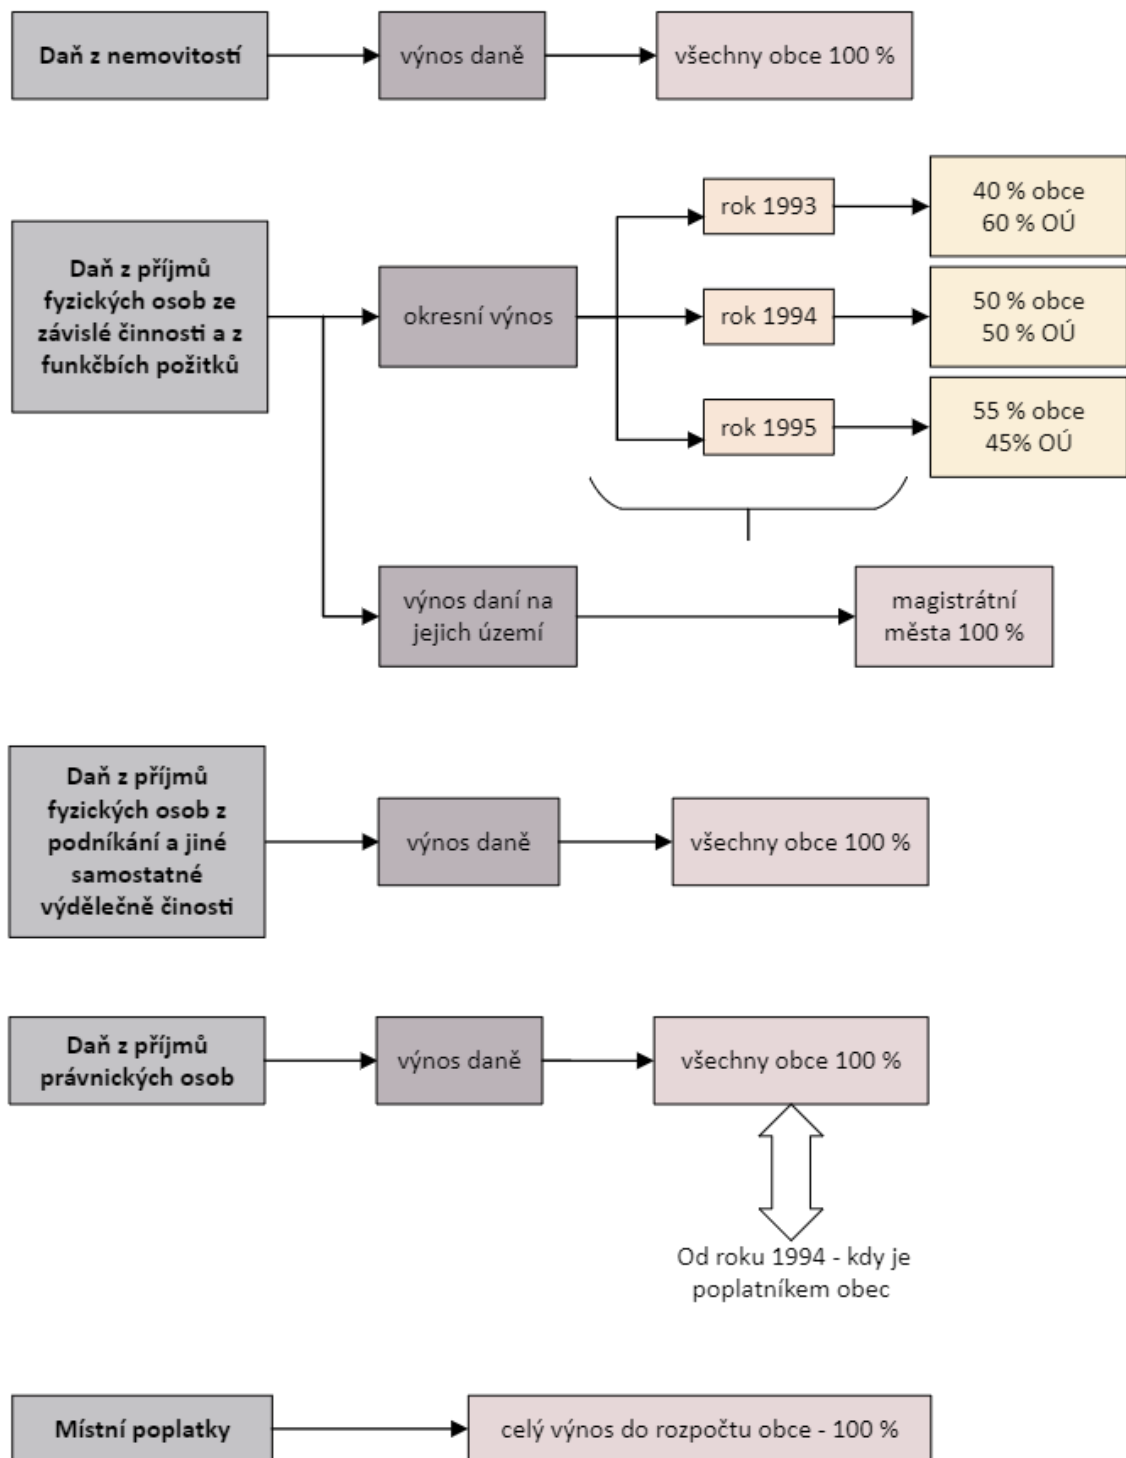 Daň z nemovitostí
výnos daně
všechny obce 100 %
Daň z příjmů
fyzických osob ze
závislé činnosti a z
funkčbích požitků
okresní výnos
rok 1993
40 % obce
60 % OÚ
rok 1994
50 % obce
50 % OÚ
rok 1995
55 % obce
45% OÚ
výnos daní na
jejich území
magistrátní
města 100 %
Daň z příjmů
fyzických osob z
podníkání a jiné
samostatné
výdělečně činosti
výnos daně
všechny obce 100 %
Daň z příjmů
právnických osob
výnos daně
všechny obce 100 %
Od roku 1994 - kdy je
poplatníkem obec
Místní poplatky
celý výnos do rozpočtu obce - 100 %